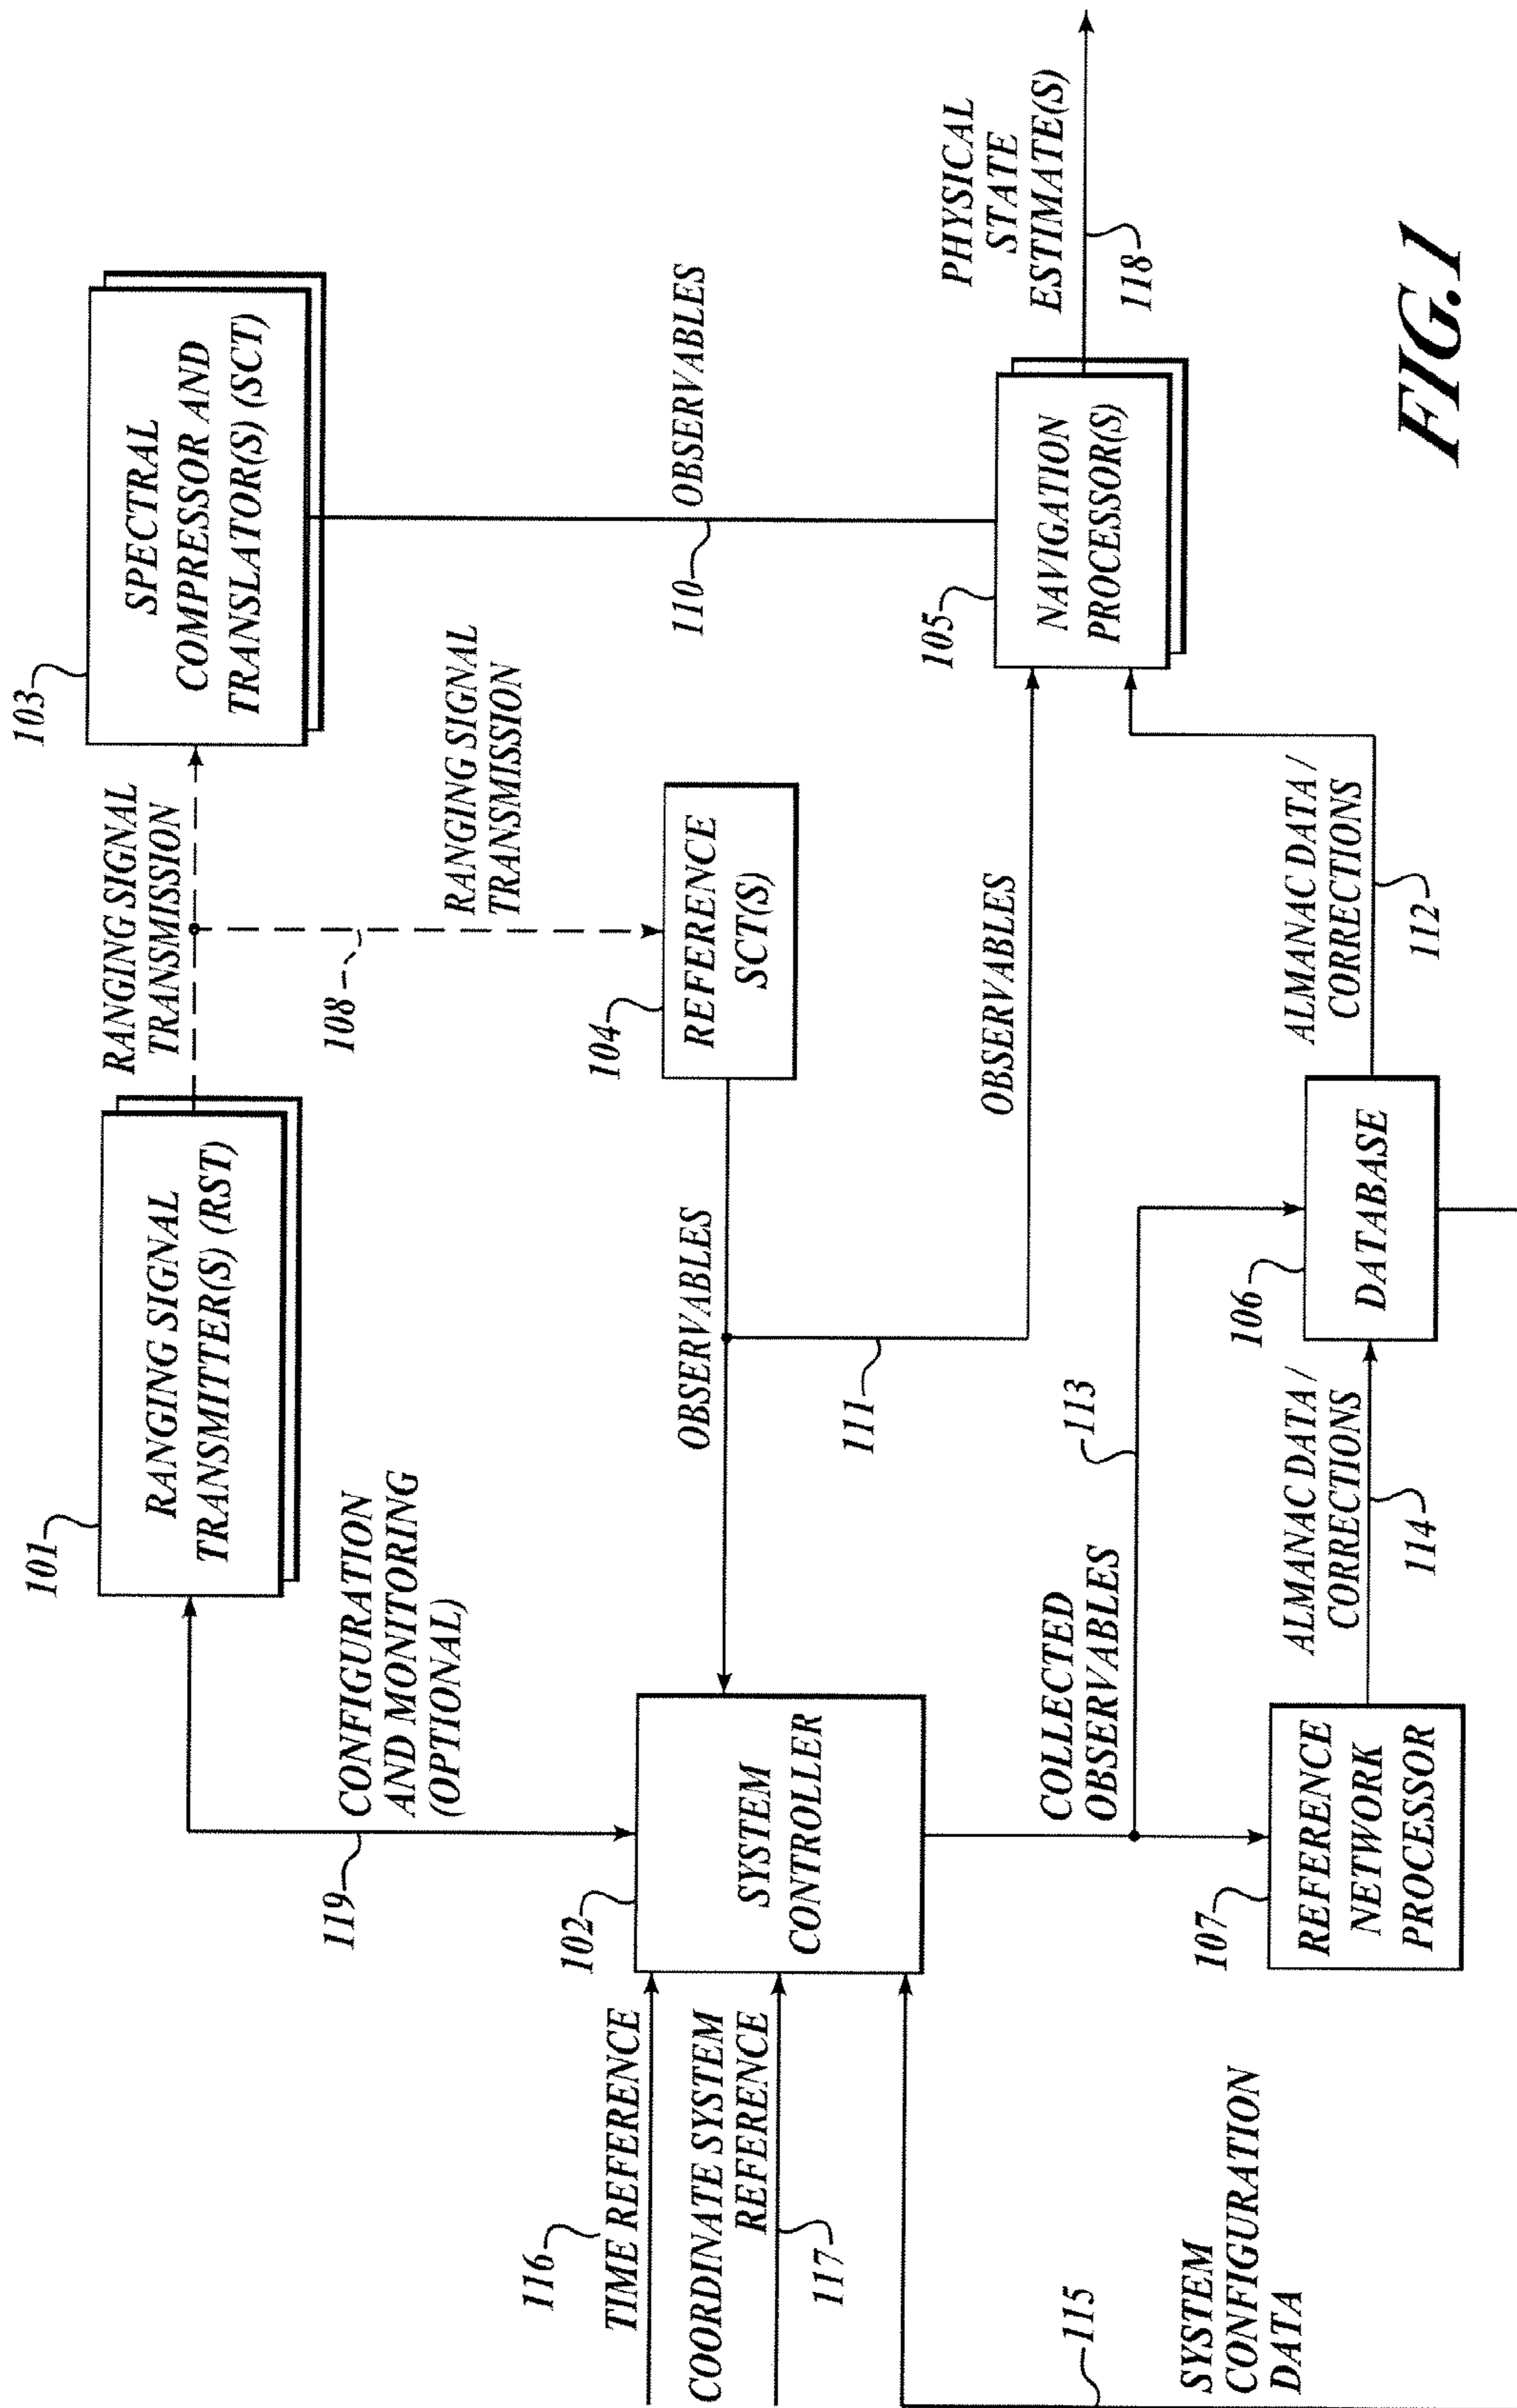 101
RANGING SIGNAL
TRANSMITTER(S) (RST)
RANGING SIGNAL
TRANSMISSION
103
SPECTRAL
COMPRESSOR AND
TRANSLATOR(S) (SCT)
119
CONFIGURATION
AND MONITORING
(OPTIONAL)
108
RANGING SIGNAL
TRANSMISSION
116
TIME REFERENCE
COORDINATE SYSTEM
REFERENCE
117
102
SYSTEM
CONTROLLER
OBSERVABLES
104
REFERENCE
SCT(S)
110
OBSERVABLES
111
OBSERVABLES
105
NAVIGATION
PROCESSOR(S)
PHYSICAL
STATE
ESTIMATE(S)
118
115
SYSTEM
CONFIGURATION
DATA
COLLECTED
OBSERVABLES
113
107
REFERENCE
NETWORK
PROCESSOR
ALMANAC DATA /
CORRECTIONS
114
106
DATABASE
ALMANAC DATA /
CORRECTIONS
112
FIG.1